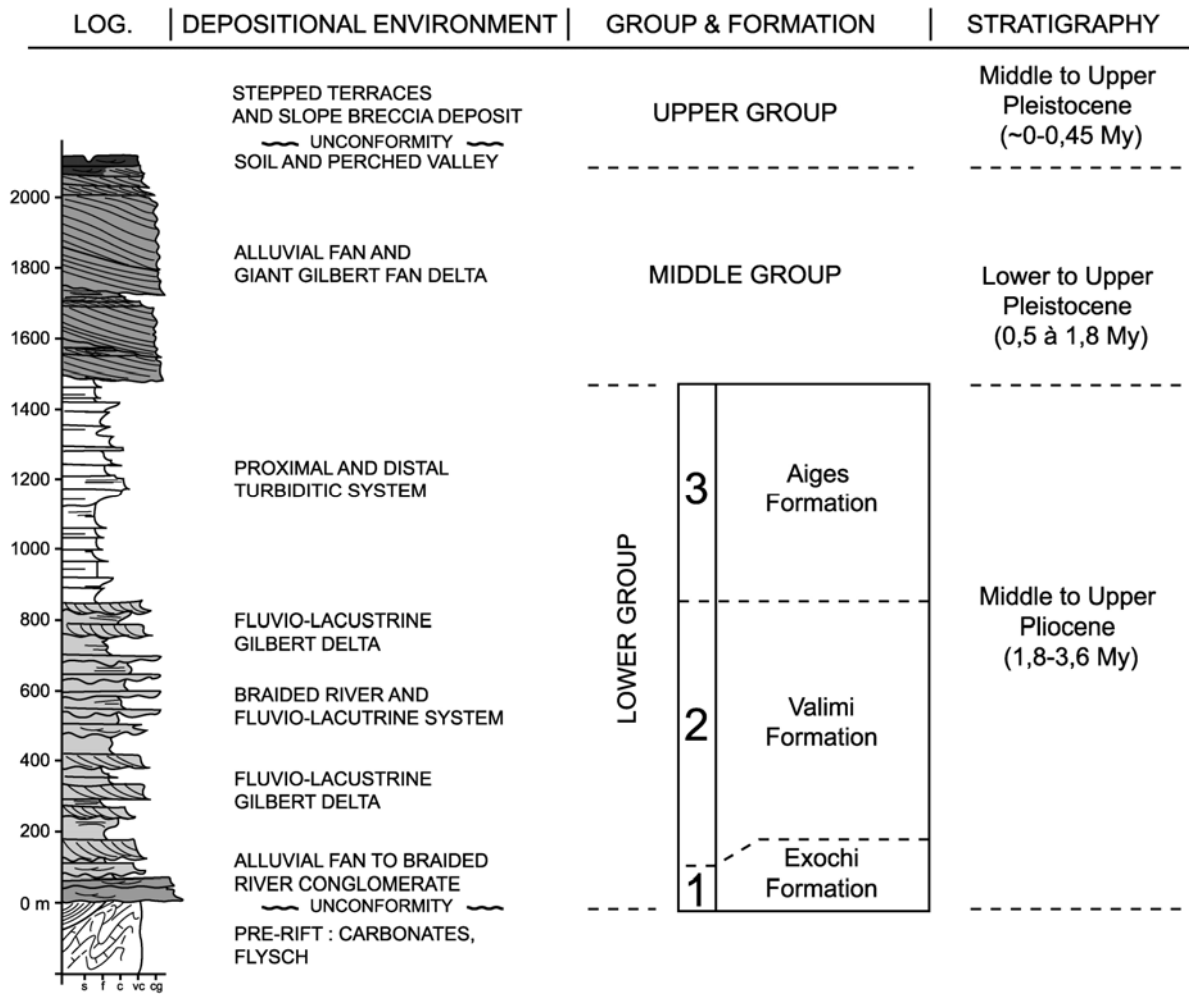 LOG. | DEPOSITIONAL ENVIRONMENT | GROUP & FORMATION | STRATIGRAPHY
STEPPED TERRACES
AND SLOPE BRECCIA DEPOSIT
UNCONFORMITY
SOIL AND PERCHED VALLEY
ALLUVIAL FAN AND
GIANT GILBERT FAN DELTA
PROXIMAL AND DISTAL
TURBIDITIC SYSTEM
FLUVIO-LACUSTRINE
GILBERT DELTA
BRAIDED RIVER AND
FLUVIO-LACUTRINE SYSTEM
FLUVIO-LACUSTRINE
GILBERT DELTA
ALLUVIAL FAN TO BRAIDED
RIVER CONGLOMERATE
UNCONFORMITY
PRE-RIFT : CARBONATES,
FLYSCH
2000
1800
1600
1400
1200
1000
800
600
400
200
0 m
s f c vc cg
UPPER GROUP
MIDDLE GROUP
LOWER GROUP
3
Aiges
Formation
2
Valimi
Formation
1
Exochi
Formation
Middle to Upper
Pleistocene
(~0-0,45 My)
Lower to Upper
Pleistocene
(0,5 à 1,8 My)
Middle to Upper
Pliocene
(1,8-3,6 My)